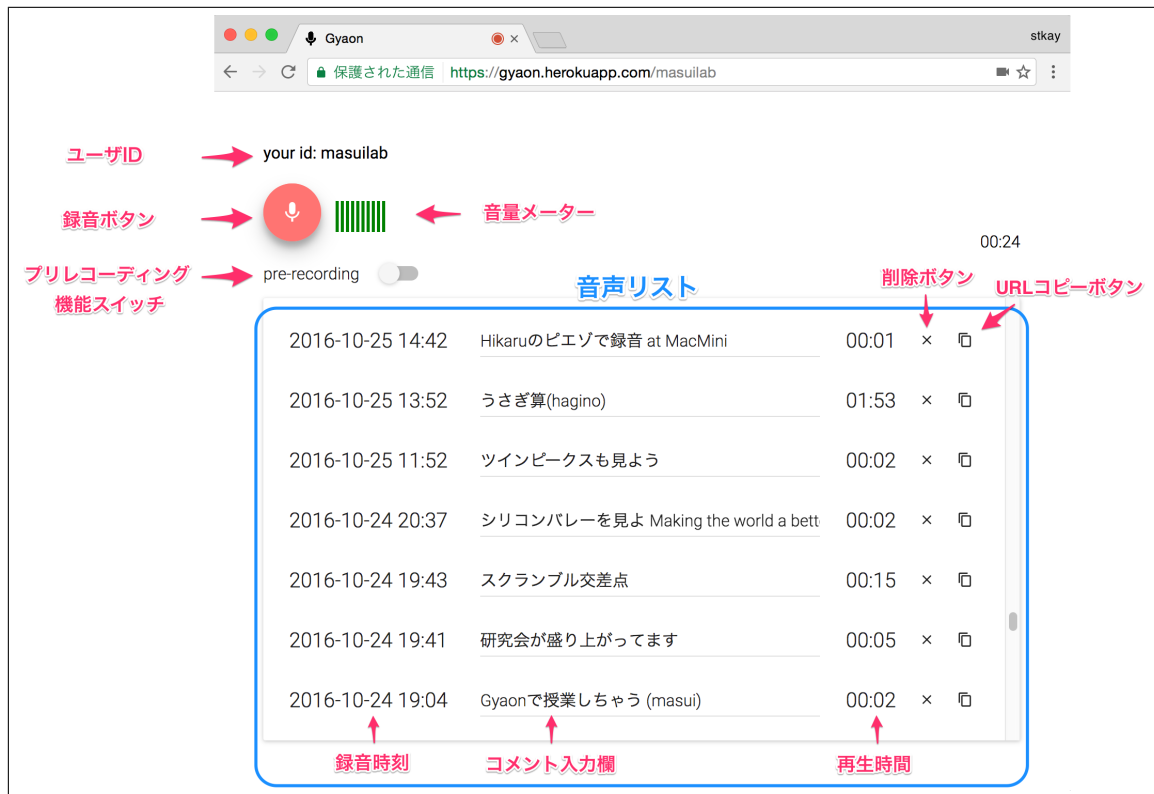 Gyaon
stkay
保護された通信 https://gyaon.herokuapp.com/masuilab
ユーザID
your id: masuilab
録音ボタン
音量メーター
00:24
プリレコーディング
機能スイッチ
pre-recording
音声リスト
削除ボタン
URLコピーボタン
2016-10-25 14:42 Hikaruのピエゾで録音 at MacMini 00:01
2016-10-25 13:52 うさぎ算(hagino) 01:53
2016-10-25 11:52 ツインピークスも見よう 00:02
2016-10-24 20:37 シリコンバレーを見よ Making the world a bett 00:02
2016-10-24 19:43 スクランブル交差点 00:15
2016-10-24 19:41 研究会が盛り上がってます 00:05
2016-10-24 19:04 Gyaonで授業しちゃう (masui) 00:02
録音時刻
コメント入力欄
再生時間